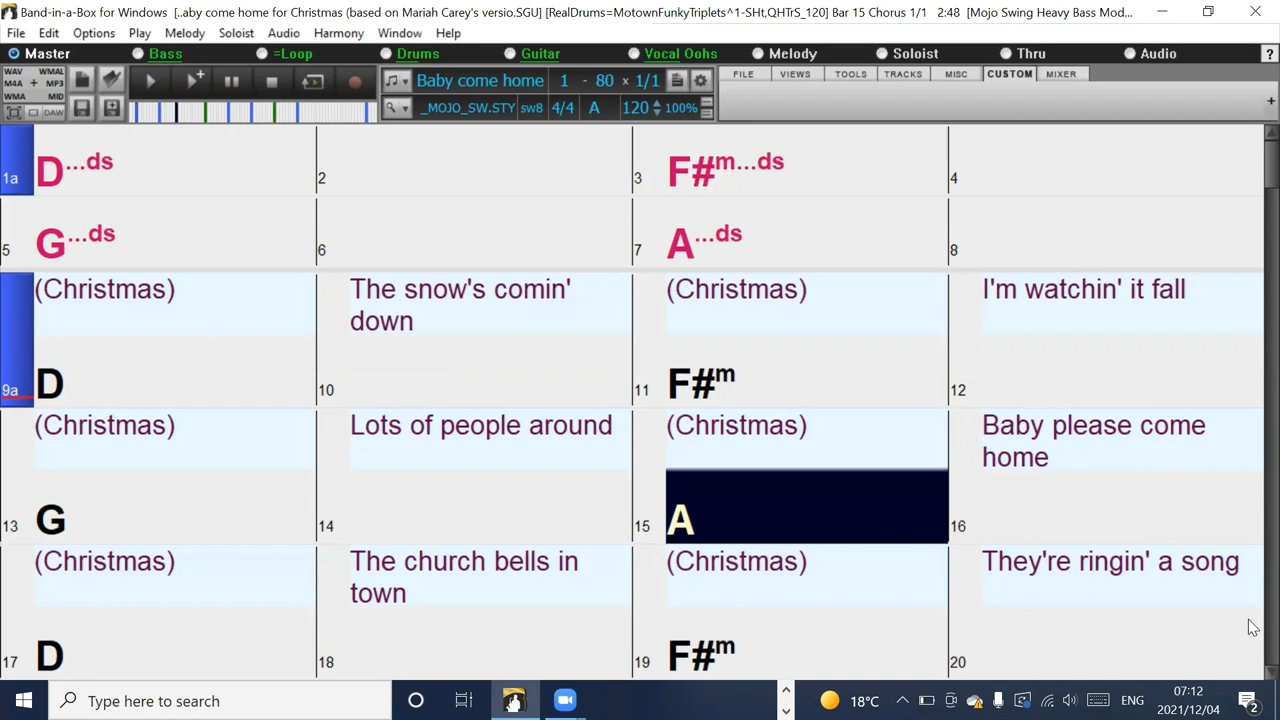 Band-in-a-Box for Windows [..aby come home for Christmas (based on Mariah Carey's versio.SGU] [RealDrums=MotownFunkyTriplets^1-SHt,QHTrS_120] Bar 15 Chorus 1/1 2:48 [Mojo Swing Heavy Bass Mod...
File Edit Options Play Melody Soloist Audio Harmony Window Help
Master Bass =Loop Drums Guitar Vocal Oohs Melody Soloist Thru Audio ?
WAV WMAL
M4A + MP3
WMA MID
DAW
Baby come home 1 - 80 x 1/1
_MOJO_SW.STY sw8 4/4 A 120 100%
FILE VIEWS TOOLS TRACKS MISC CUSTOM MIXER
+
1a D...ds 2 3 F#m...ds 4
5 G...ds 6 7 A...ds 8
(Christmas) The snow's comin' down (Christmas) I'm watchin' it fall
9a D 10 11 F#m 12
(Christmas) Lots of people around (Christmas) Baby please come home
13 G 14 15 A 16
(Christmas) The church bells in town (Christmas) They're ringin' a song
17 D 18 19 F#m 20
Type here to search 18°C ENG 07:12
2021/12/04 2